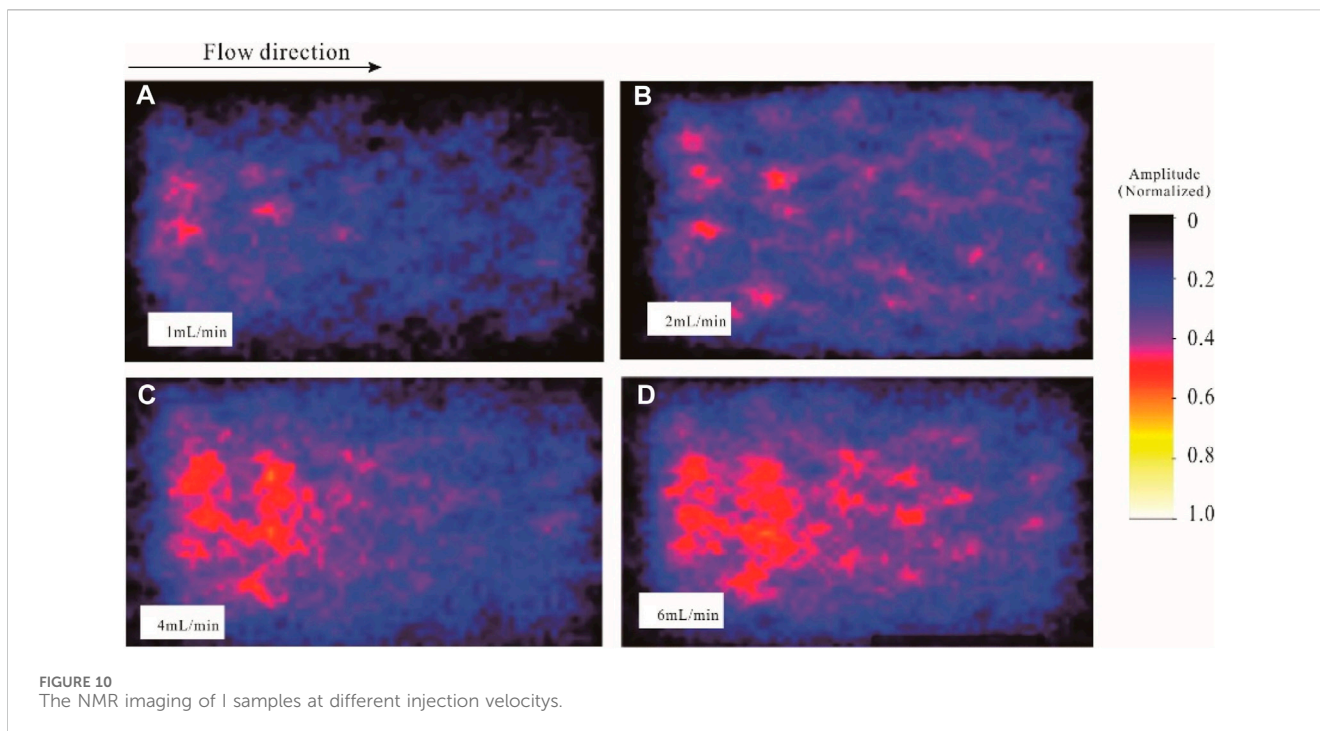 Flow direction
A
B
1mL/min
2mL/min
C
D
4mL/min
6mL/min
Amplitude
(Normalized)
0
0.2
0.4
0.6
0.8
1.0
FIGURE 10
The NMR imaging of I samples at different injection velocitys.